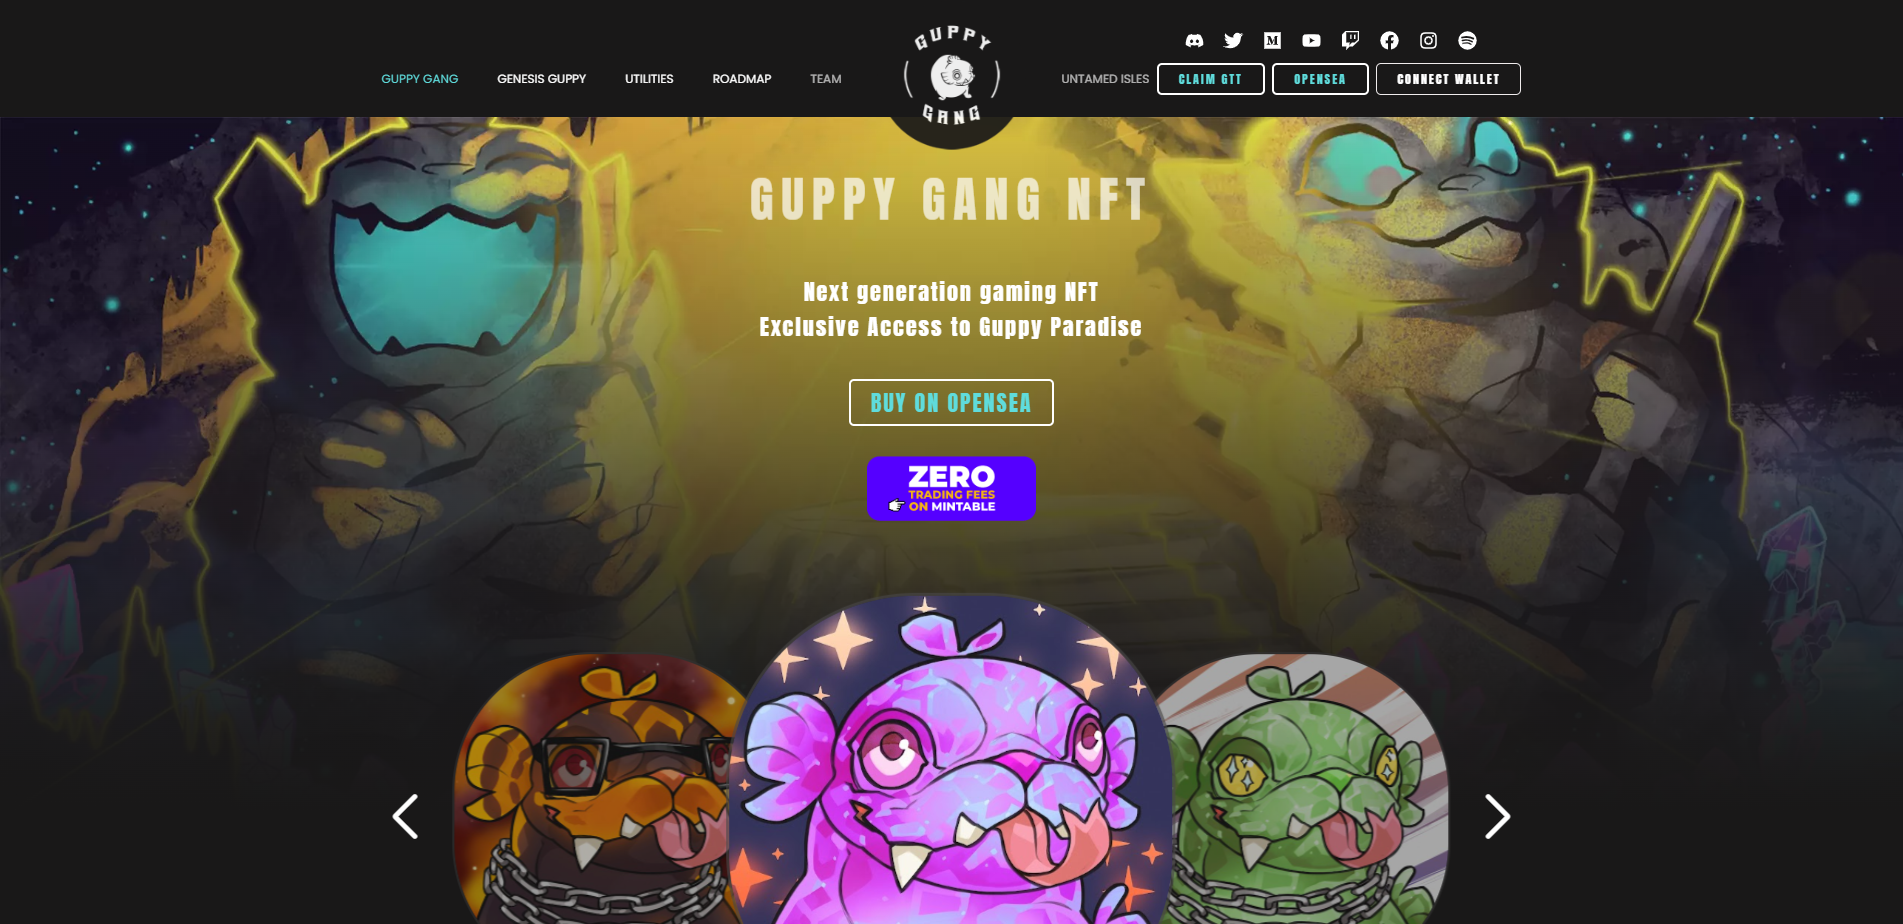 GUPPY GANG
GENESIS GUPPY
UTILITIES
ROADMAP
TEAM
GUPPY
GANG
UNTAMED ISLES
CLAIM GTT
OPENSEA
CONNECT WALLET
GUPPY GANG NFT
Next generation gaming NFT
Exclusive Access to Guppy Paradise
BUY ON OPENSEA
ZERO
TRADING FEES
ON MINTABLE